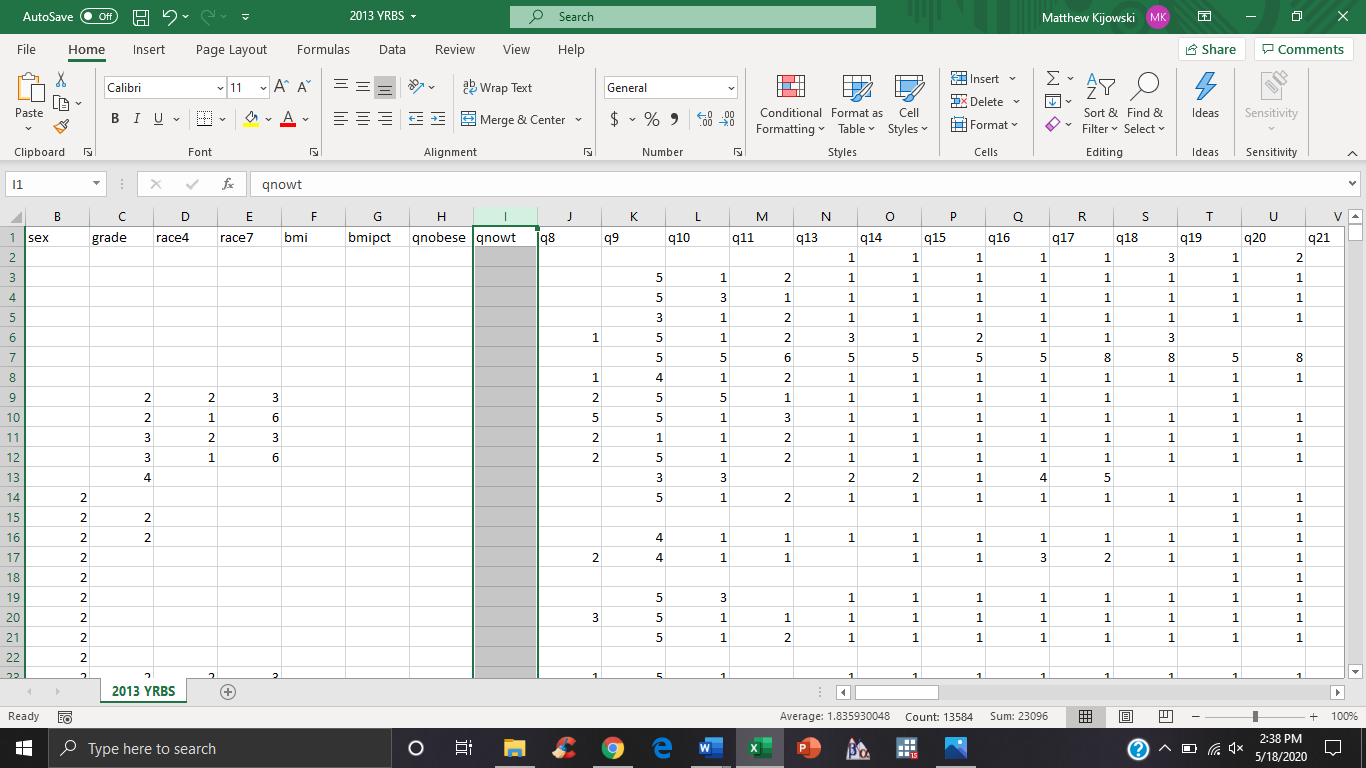 AutoSave Off 2013 YRBS Search Matthew Kijowski MK
File Home Insert Page Layout Formulas Data Review View Help Share Comments
Paste Calibri 11 A A Wrap Text General Conditional Formatting Format as Table Cell Styles Insert Sort & Filter Find & Select Ideas Sensitivity
B I U A Merge & Center $ % Delete Format
Clipboard Font Alignment Number Styles Cells Editing Ideas Sensitivity
I1 fx qnowt
B C D E F G H I J K L M N O P Q R S T U V
1 sex grade race4 race7 bmi bmipct qnobese qnowt q8 q9 q10 q11 q13 q14 q15 q16 q17 q18 q19 q20 q21
2 1 1 1 1 1 3 1 2
3 5 1 2 1 1 1 1 1 1 1 1
4 5 3 1 1 1 1 1 1 1 1 1
5 3 1 2 1 1 1 1 1 1 1 1
6 1 5 1 2 3 1 2 1 1 3
7 5 5 6 5 5 5 5 8 8 5 8
8 1 4 1 2 1 1 1 1 1 1 1 1
9 2 2 3 2 5 5 1 1 1 1 1 1 1
10 2 1 6 5 5 1 3 1 1 1 1 1 1 1 1
11 3 2 3 2 1 1 2 1 1 1 1 1 1 1 1
12 3 1 6 2 5 1 2 1 1 1 1 1 1 1 1
13 4 3 3 2 2 1 4 5
14 2 5 1 2 1 1 1 1 1 1 1 1
15 2 2 1 1
16 2 2 4 1 1 1 1 1 1 1 1 1 1
17 2 2 4 1 1 1 1 3 2 1 1 1
18 2 1 1
19 2 5 3 1 1 1 1 1 1 1 1
20 2 3 5 1 1 1 1 1 1 1 1 1 1
21 2 5 1 2 1 1 1 1 1 1 1 1
22 2
23 2 2 2 3 1 5 1 1 1 1 1 1 1 1 1
2013 YRBS
Ready Average: 1.835930048 Count: 13584 Sum: 23096 100%
Type here to search 2:38 PM
5/18/2020